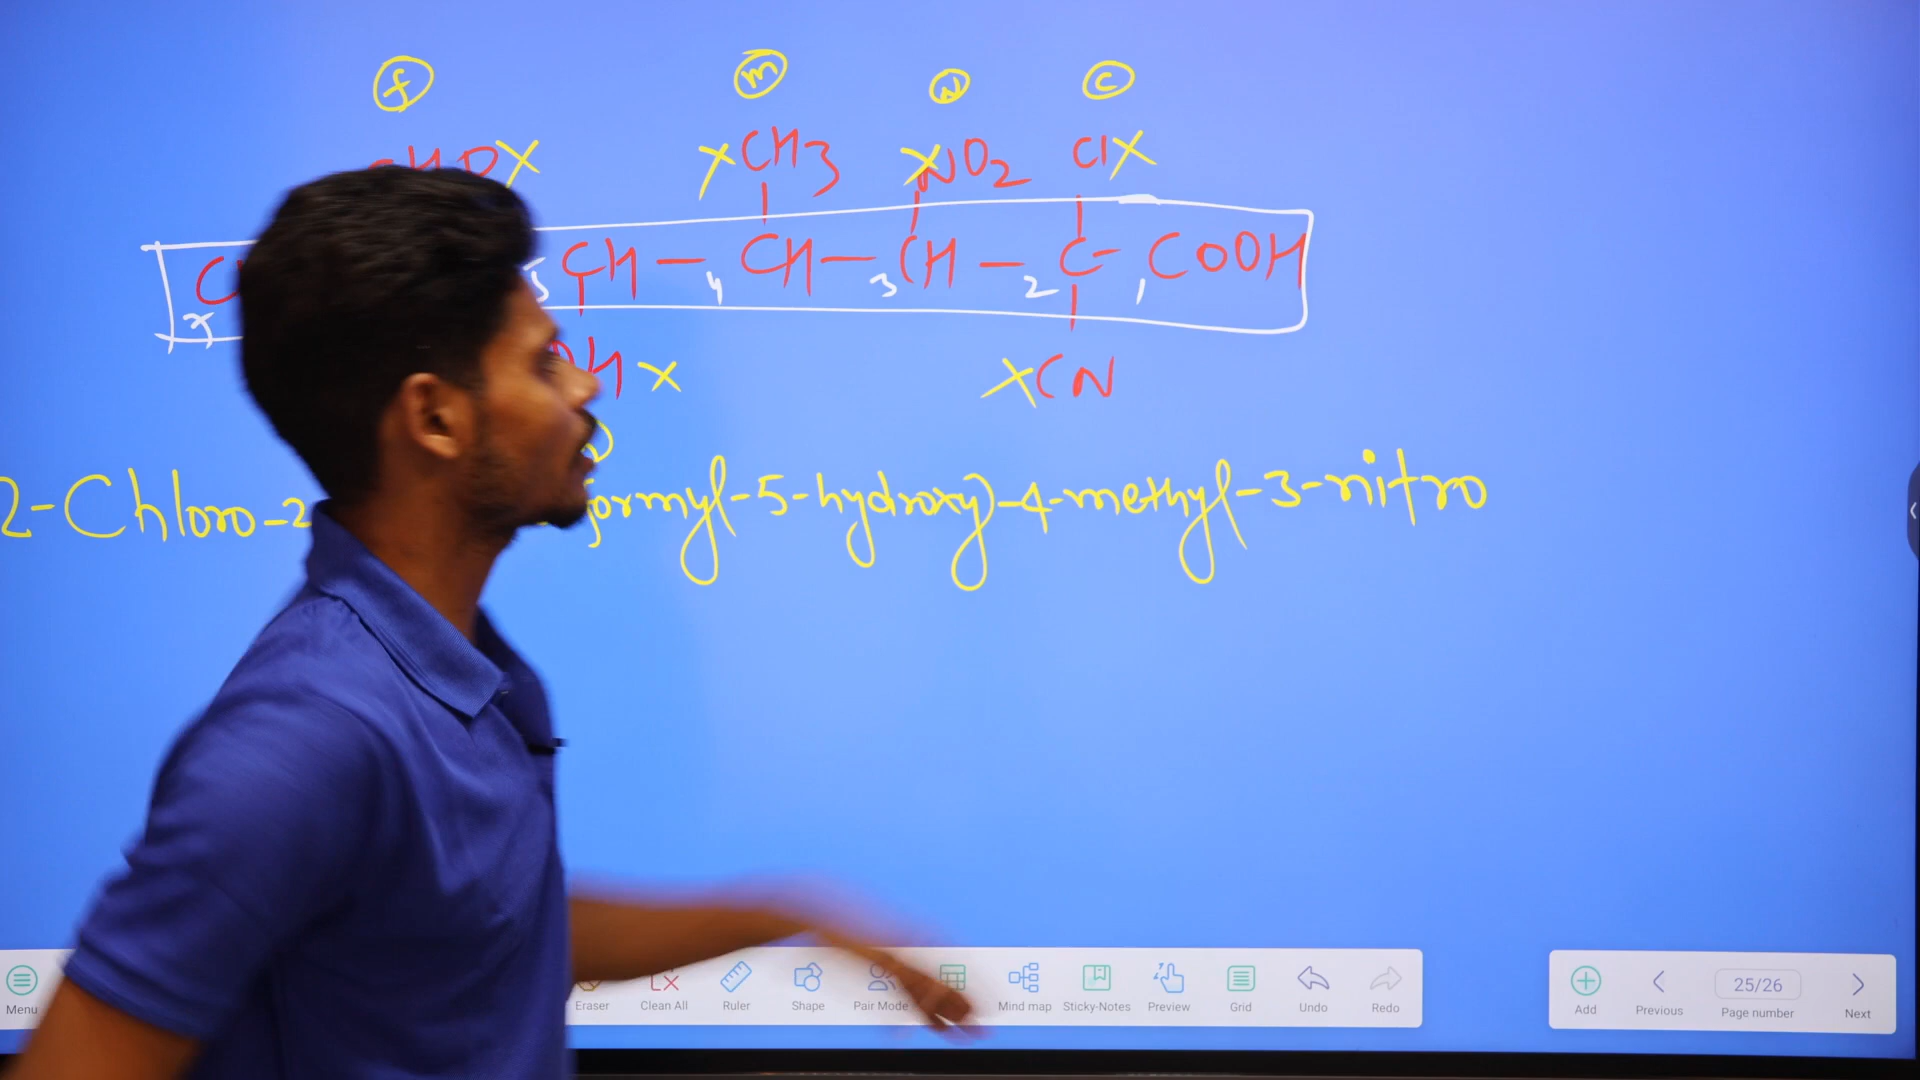 f m N C
CHO X X CH3 X NO2 Cl X
5 CH — 4 CH — 3 CH — 2 C - 1 COOH
7
OH X X CN
2-Chloro-2 formyl-5-hydroxy)-4-methyl-3-nitro
Menu Eraser Clean All Ruler Shape Pair Mode Mind map Sticky-Notes Preview Grid Undo Redo Add Previous 25/26 Page number Next